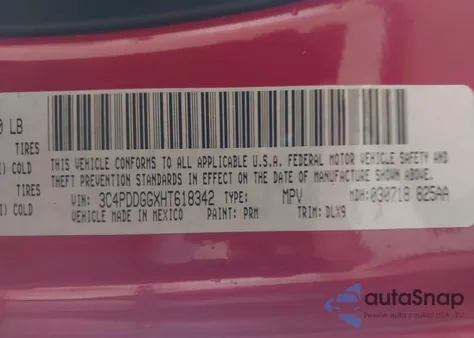 0 LB
TIRES
) COLD
TIRES
) COLD
THIS VEHICLE CONFORMS TO ALL APPLICABLE U.S.A. FEDERAL MOTOR VEHICLE SAFETY AND
THEFT PREVENTION STANDARDS IN EFFECT ON THE DATE OF MANUFACTURE SHOWN ABOVE.
VIN: 3C4PDDGGXHT618342 TYPE: MPV MDH:030718 825AA
VEHICLE MADE IN MEXICO PAINT: PRM TRIM: DLX9
autoSnap